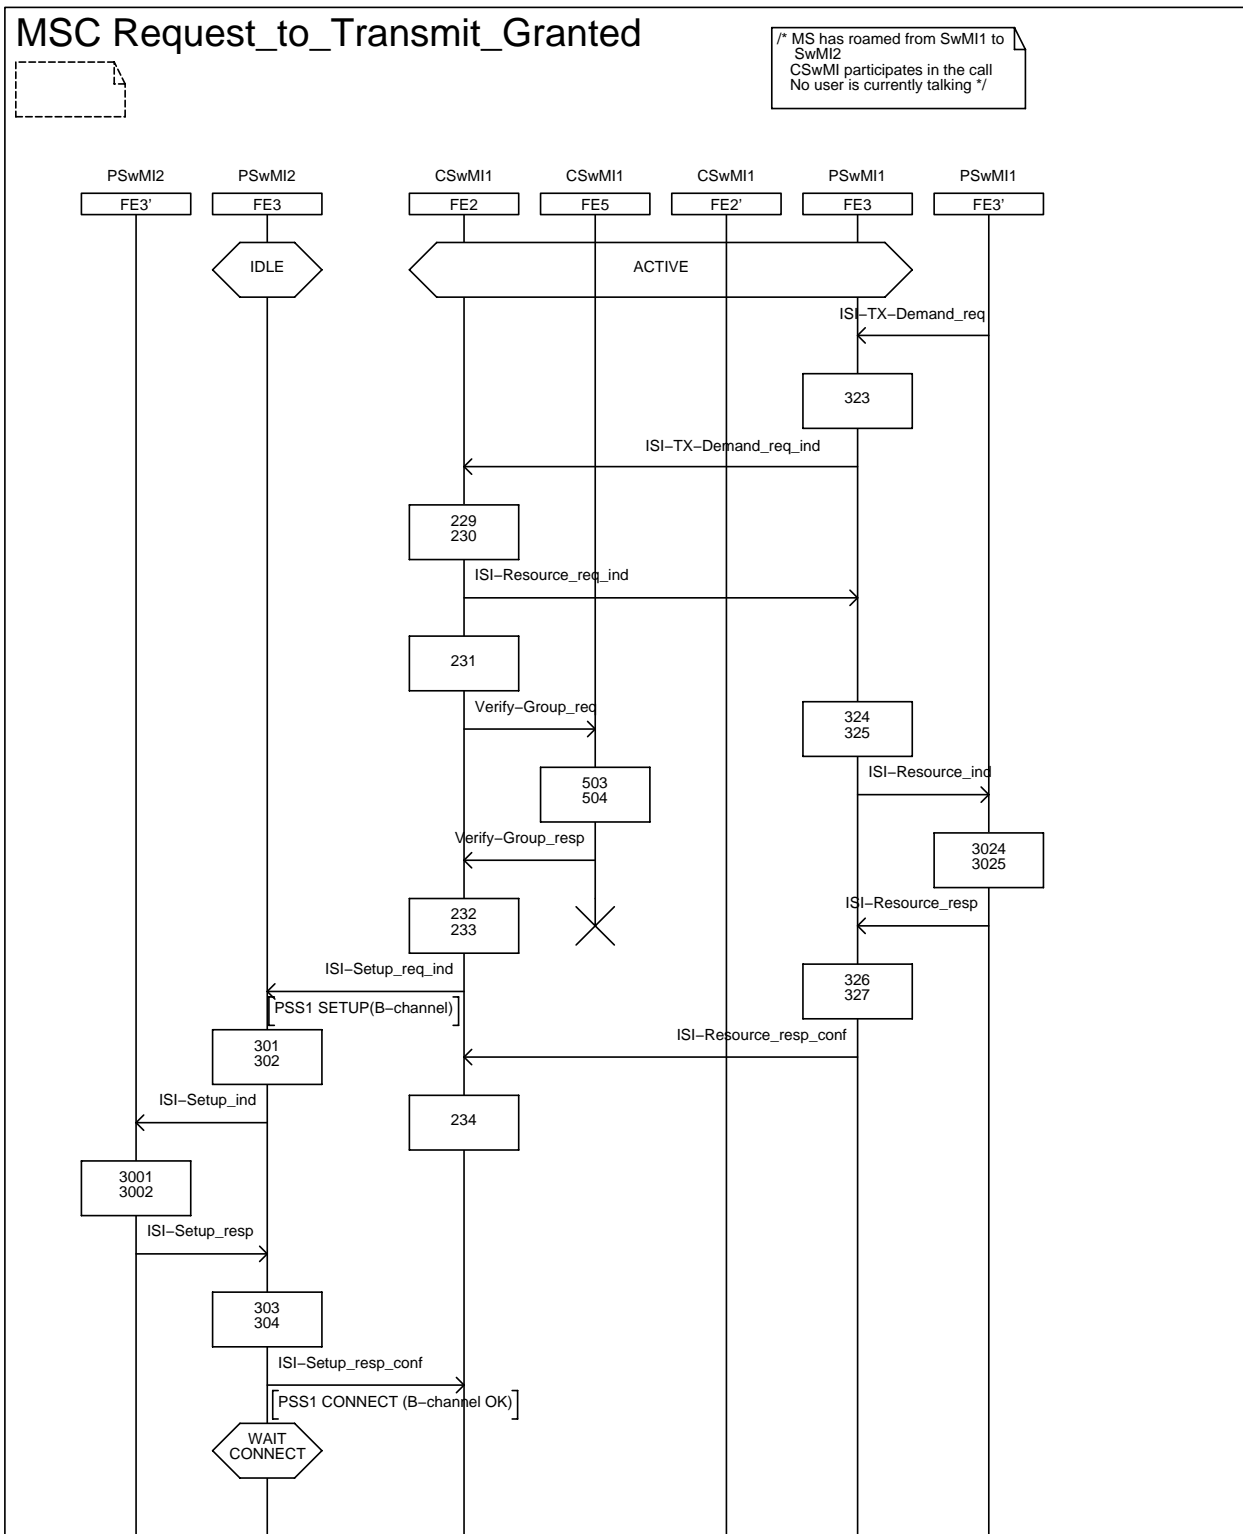 MSC Request_to_Transmit_Granted
/* MS has roamed from SwMI1 to
SwMI2
CSwMI participates in the call
No user is currently talking */
PSwMI2 PSwMI2 CSwMI1 CSwMI1 CSwMI1 PSwMI1 PSwMI1
FE3' FE3 FE2 FE5 FE2' FE3 FE3'
IDLE ACTIVE
ISI−TX−Demand_req
323
ISI−TX−Demand_req_ind
229
230
ISI−Resource_req_ind
231
Verify−Group_req
324
325
ISI−Resource_ind
503
504
Verify−Group_resp
3024
3025
ISI−Resource_resp
232
233
ISI−Setup_req_ind
PSS1 SETUP(B−channel)
326
327
ISI−Resource_resp_conf
301
302
ISI−Setup_ind
234
3001
3002
ISI−Setup_resp
303
304
ISI−Setup_resp_conf
PSS1 CONNECT (B−channel OK)
WAIT
CONNECT